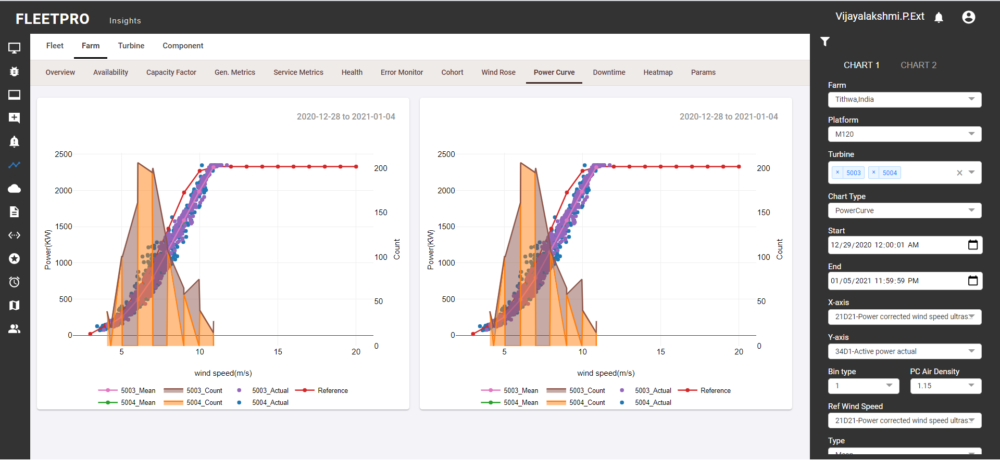 FLEETPRO
Insights
Vijayalakshmi.P.Ext
Fleet
Farm
Turbine
Component
Overview
Availability
Capacity Factor
Gen. Metrics
Service Metrics
Health
Error Monitor
Cohort
Wind Rose
Power Curve
Downtime
Heatmap
Params
2020-12-28 to 2021-01-04
2500
2000
1500
1000
500
0
Power(KW)
200
150
100
50
0
Count
5
10
15
20
wind speed(m/s)
5003_Mean
5003_Count
5003_Actual
Reference
5004_Mean
5004_Count
5004_Actual
2020-12-28 to 2021-01-04
2500
2000
1500
1000
500
0
Power(KW)
200
150
100
50
0
Count
5
10
15
20
wind speed(m/s)
5003_Mean
5003_Count
5003_Actual
Reference
5004_Mean
5004_Count
5004_Actual
CHART 1
CHART 2
Farm
Tithwa,India
Platform
M120
Turbine
× 5003
× 5004
Chart Type
PowerCurve
Start
12/29/2020 12:00:01 AM
End
01/05/2021 11:59:59 PM
X-axis
21D21-Power corrected wind speed ultras...
Y-axis
34D1-Active power actual
Bin type
1
PC Air Density
1.15
Ref Wind Speed
21D21-Power corrected wind speed ultras...
Type